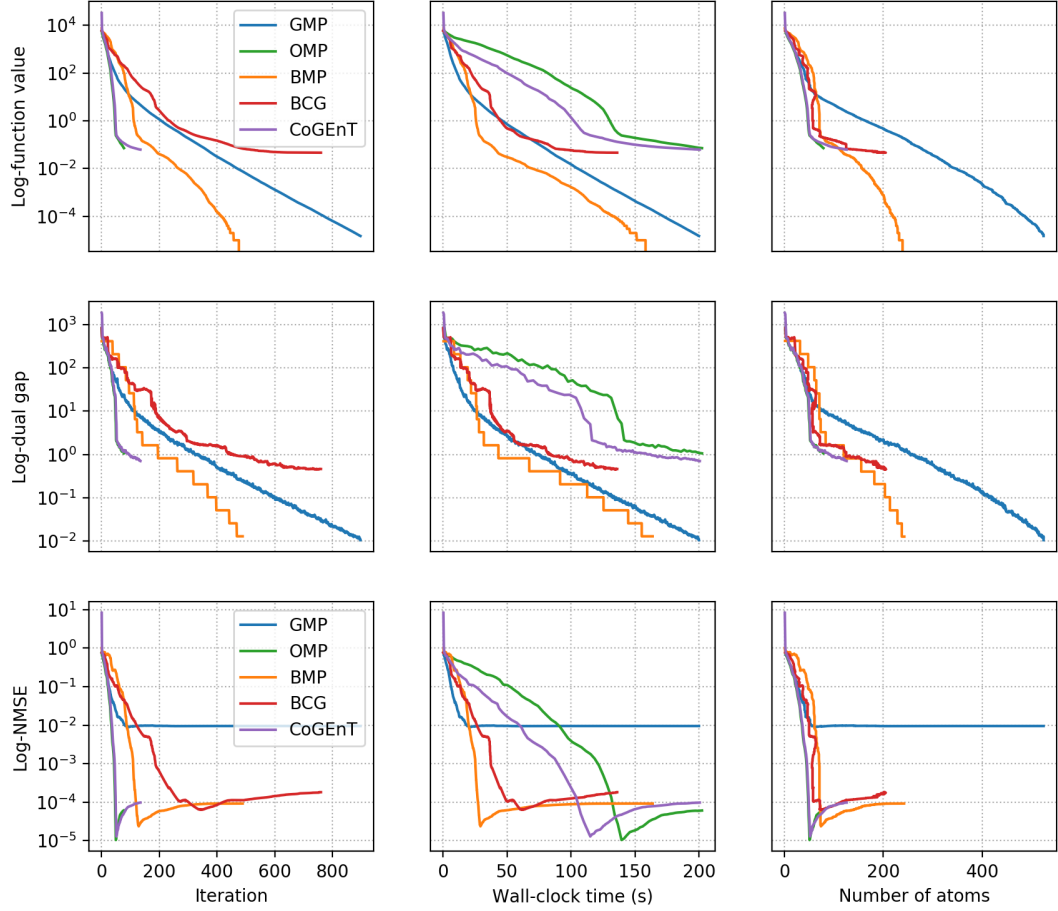 Log-function value
10^4
10^2
10^0
10^-2
10^-4
GMP
OMP
BMP
BCG
CoGEnT
Log-dual gap
10^3
10^2
10^1
10^0
10^-1
10^-2
Log-NMSE
10^1
10^0
10^-1
10^-2
10^-3
10^-4
10^-5
GMP
OMP
BMP
BCG
CoGEnT
0 200 400 600 800
Iteration
0 50 100 150 200
Wall-clock time (s)
0 200 400
Number of atoms